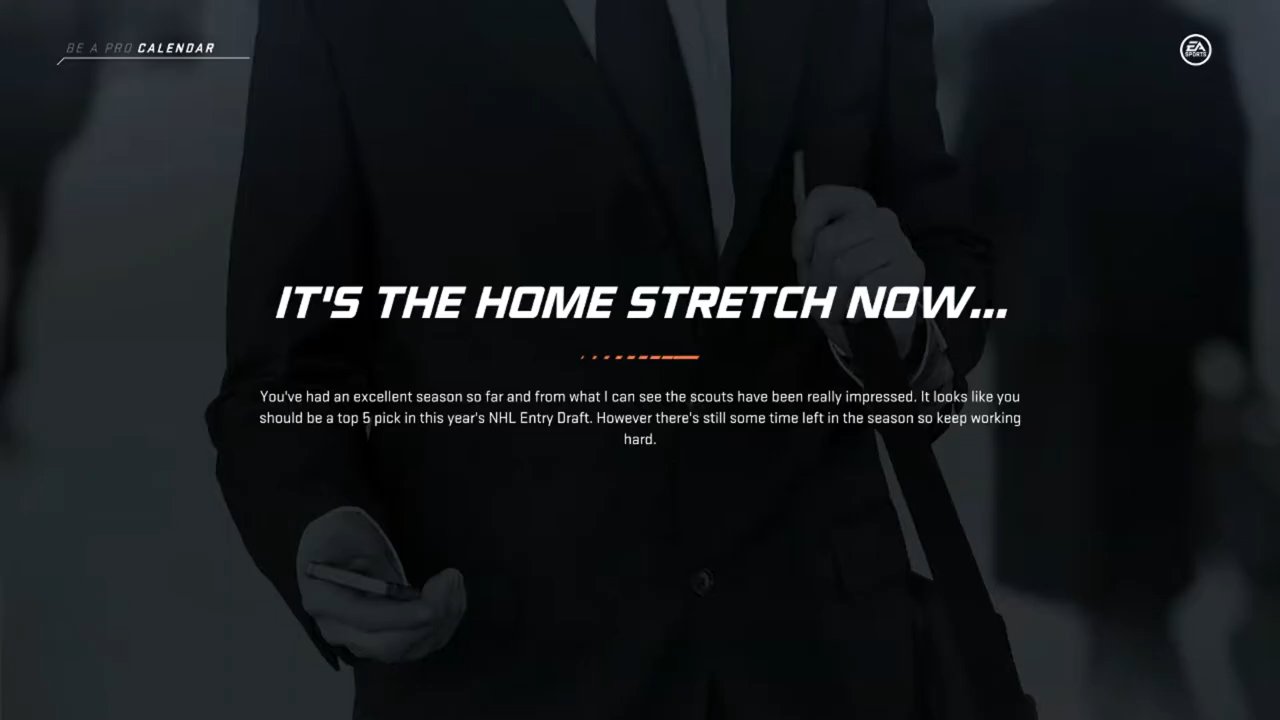 BE A PRO CALENDAR
EA
SPORTS
IT'S THE HOME STRETCH NOW...
You've had an excellent season so far and from what I can see the scouts have been really impressed. It looks like you
should be a top 5 pick in this year's NHL Entry Draft. However there's still some time left in the season so keep working
hard.